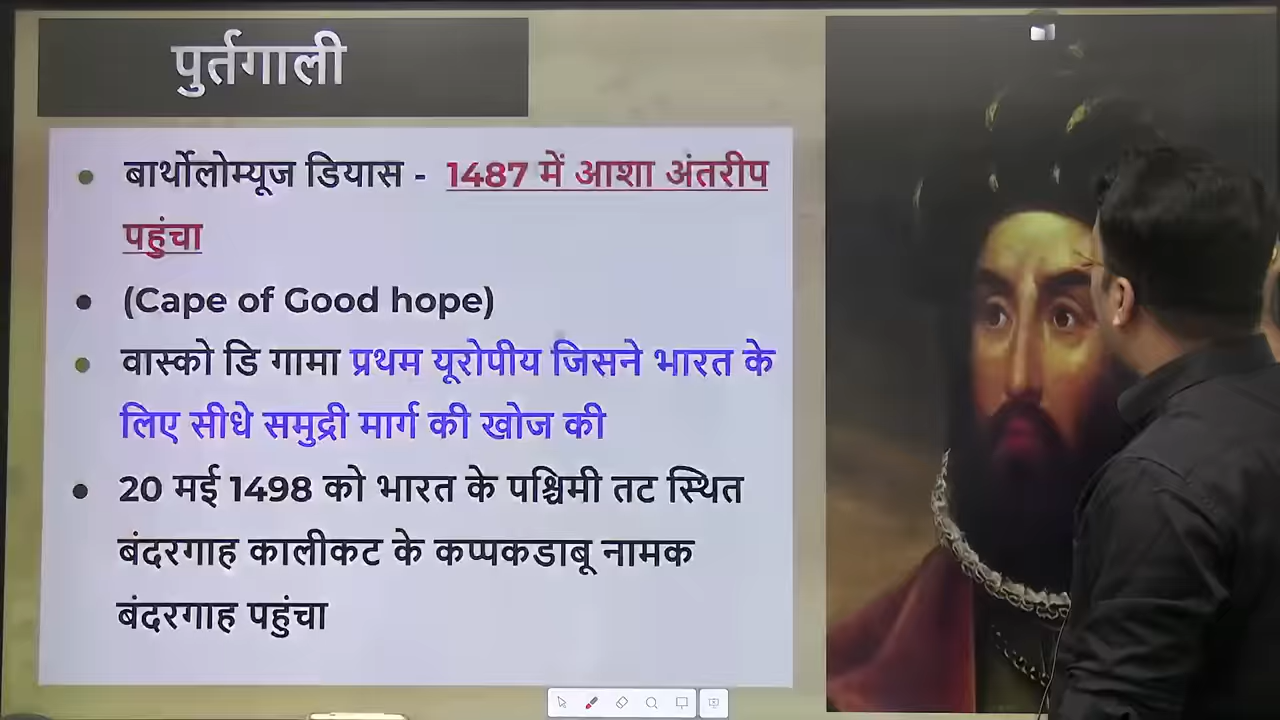 पुर्तगाली
बार्थोलोम्यूज डियास - 1487 में आशा अंतरीप
पहुंचा
(Cape of Good hope)
वास्को डि गामा प्रथम यूरोपीय जिसने भारत के
लिए सीधे समुद्री मार्ग की खोज की
20 मई 1498 को भारत के पश्चिमी तट स्थित
बंदरगाह कालीकट के कप्पकडाबू नामक
बंदरगाह पहुंचा